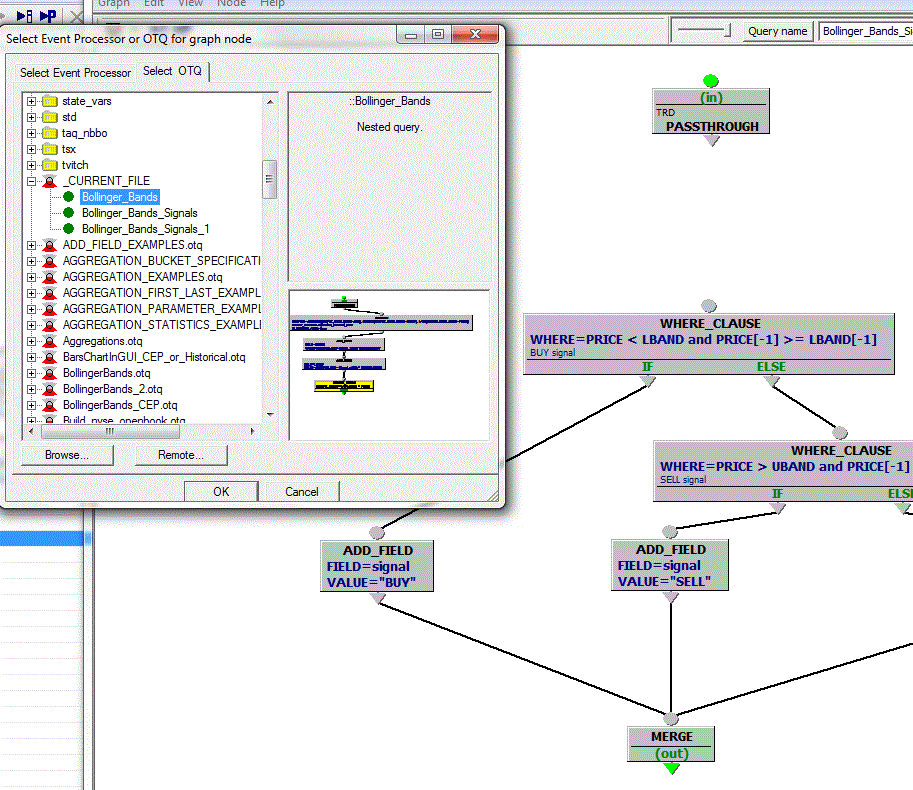 Graph Edit View Node Help
Select Event Processor or OTQ for graph node
Query name
Bollinger_Bands_Si
Select Event Processor
Select OTQ
state_vars
std
taq_nbbo
tsx
tvitch
_CURRENT_FILE
Bollinger_Bands
Bollinger_Bands_Signals
Bollinger_Bands_Signals_1
ADD_FIELD_EXAMPLES.otq
AGGREGATION_BUCKET_SPECIFICATI
AGGREGATION_EXAMPLES.otq
AGGREGATION_FIRST_LAST_EXAMPL
AGGREGATION_PARAMETER_EXAMPL
AGGREGATION_STATISTICS_EXAMPLE
Aggregations.otq
BarsChartInGUI_CEP_or_Historical.otq
BollingerBands.otq
BollingerBands_2.otq
BollingerBands_CEP.otq
Build_nyse_openbook.otq
::Bollinger_Bands
Nested query.
Browse...
Remote...
OK
Cancel
(in)
TRD
PASSTHROUGH
WHERE_CLAUSE
WHERE=PRICE < LBAND and PRICE[-1] >= LBAND[-1]
BUY signal
IF
ELSE
WHERE_CLAUSE
WHERE=PRICE > UBAND and PRICE[-1]
SELL signal
IF
ELSE
ADD_FIELD
FIELD=signal
VALUE="BUY"
ADD_FIELD
FIELD=signal
VALUE="SELL"
MERGE
(out)